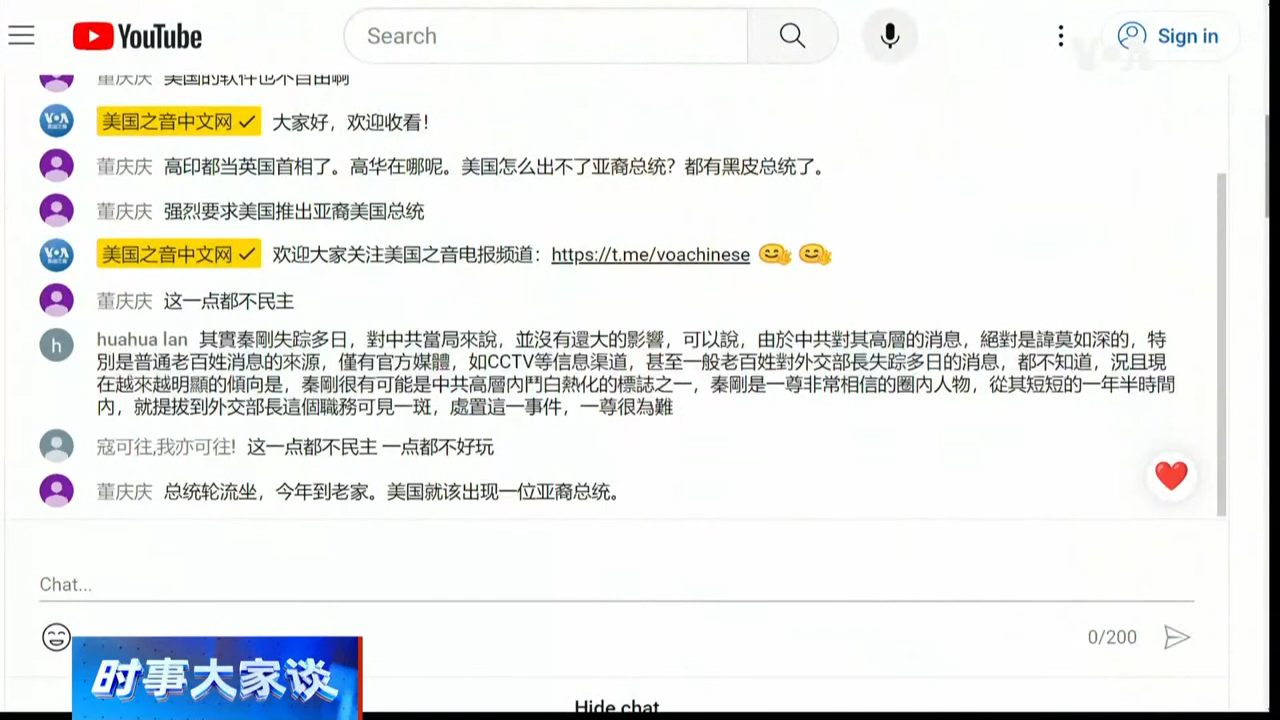 YouTube
Search
Sign in
VOA
董庆庆 美国的软件也不自由啊
美国之音中文网 大家好，欢迎收看！
董庆庆 高印都当英国首相了。高华在哪呢。美国怎么出不了亚裔总统？都有黑皮总统了。
董庆庆 强烈要求美国推出亚裔美国总统
美国之音中文网 欢迎大家关注美国之音电报频道：https://t.me/voachinese
董庆庆 这一点都不民主
h
huahua lan 其實秦剛失踪多日，對中共當局來說，並沒有還大的影響，可以說，由於中共對其高層的消息，絕對是諱莫如深的，特
別是普通老百姓消息的來源，僅有官方媒體，如CCTV等信息渠道，甚至一般老百姓對外交部長失踪多日的消息，都不知道，況且現
在越來越明顯的傾向是，秦剛很有可能是中共高層內鬥白熱化的標誌之一，秦剛是一尊非常相信的圈內人物，從其短短的一年半時間
內，就提拔到外交部長這個職務可見一斑，處置這一事件，一尊很為難
寇可往,我亦可往! 这一点都不民主 一点都不好玩
董庆庆 总统轮流坐，今年到老家。美国就该出现一位亚裔总统。
Chat...
0/200
时事大家谈
Hide chat